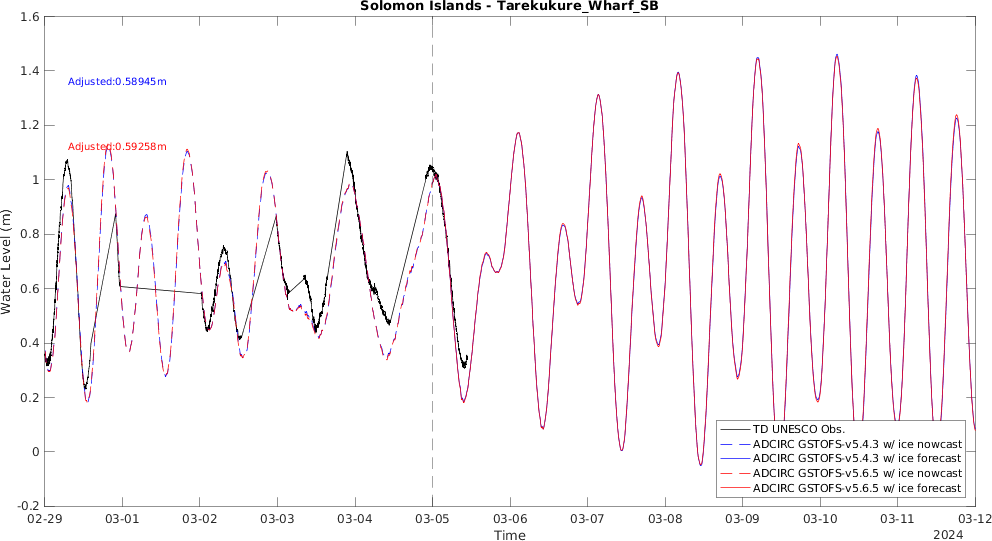 Solomon Islands - Tarekukure_Wharf_SB
1.6
1.4
1.2
1
0.8
0.6
0.4
0.2
0
-0.2
Water Level (m)
Adjusted:0.58945m
Adjusted:0.59258m
TD UNESCO Obs.
ADCIRC GSTOFS-v5.4.3 w/ ice nowcast
ADCIRC GSTOFS-v5.4.3 w/ ice forecast
ADCIRC GSTOFS-v5.6.5 w/ ice nowcast
ADCIRC GSTOFS-v5.6.5 w/ ice forecast
02-29 03-01 03-02 03-03 03-04 03-05 03-06 03-07 03-08 03-09 03-10 03-11 03-12
Time
2024